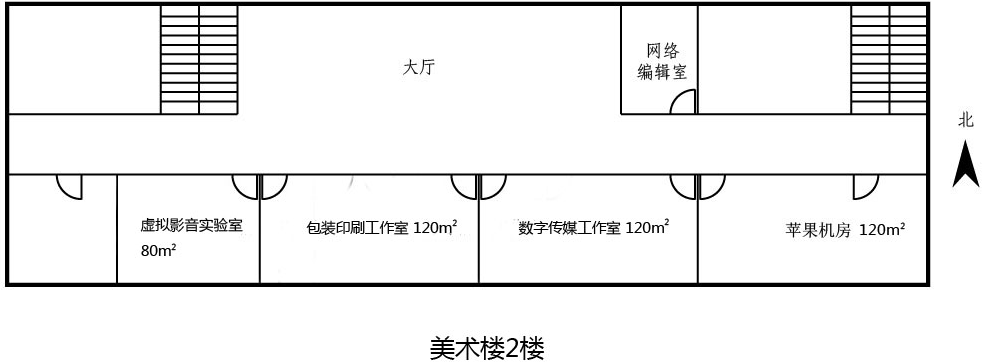 大厅
网络
编辑室
北
虚拟影音实验室
80m²
包装印刷工作室 120m²
数字传媒工作室 120m²
苹果机房 120m²
美术楼2楼